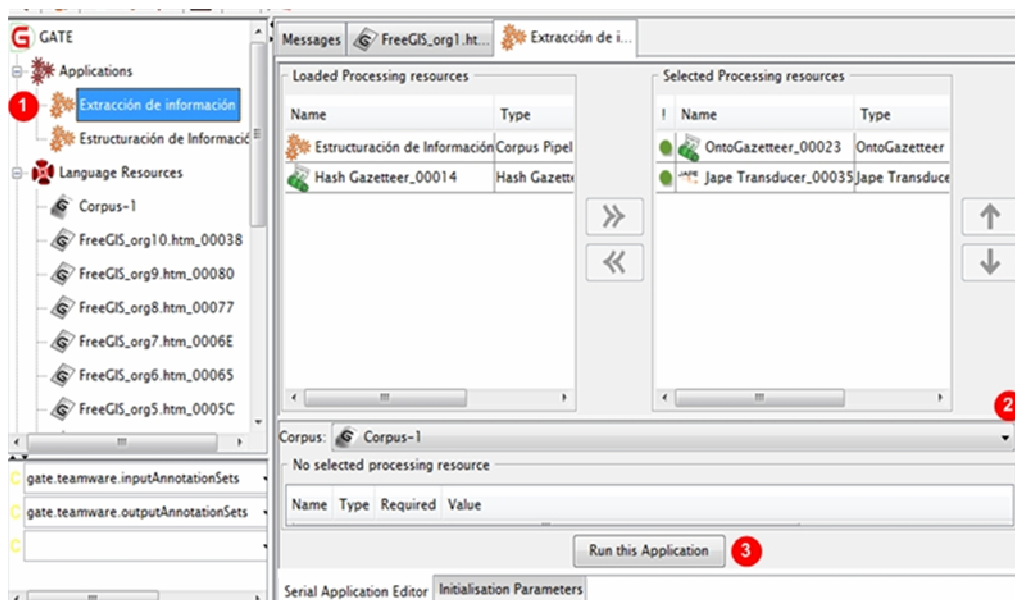 GATE
Applications
1
Extracción de información
Estructuración de Informació
Language Resources
Corpus-1
FreeGIS_org10.htm_00038
FreeGIS_org9.htm_00080
FreeGIS_org8.htm_00077
FreeGIS_org7.htm_0006E
FreeGIS_org6.htm_00065
FreeGIS_org5.htm_0005C
C gate.teamware.inputAnnotationSets
C gate.teamware.outputAnnotationSets
C
Messages FreeGIS_org1.ht... Extracción de i...
Loaded Processing resources
Name Type
Estructuración de Información Corpus Pipel
Hash Gazetteer_00014 Hash Gazette
Selected Processing resources
! Name Type
OntoGazetteer_00023 OntoGazetteer
JAPE Jape Transducer_00035 Jape Transduce
2
Corpus: Corpus-1
No selected processing resource
Name Type Required Value
Run this Application 3
Serial Application Editor Initialisation Parameters